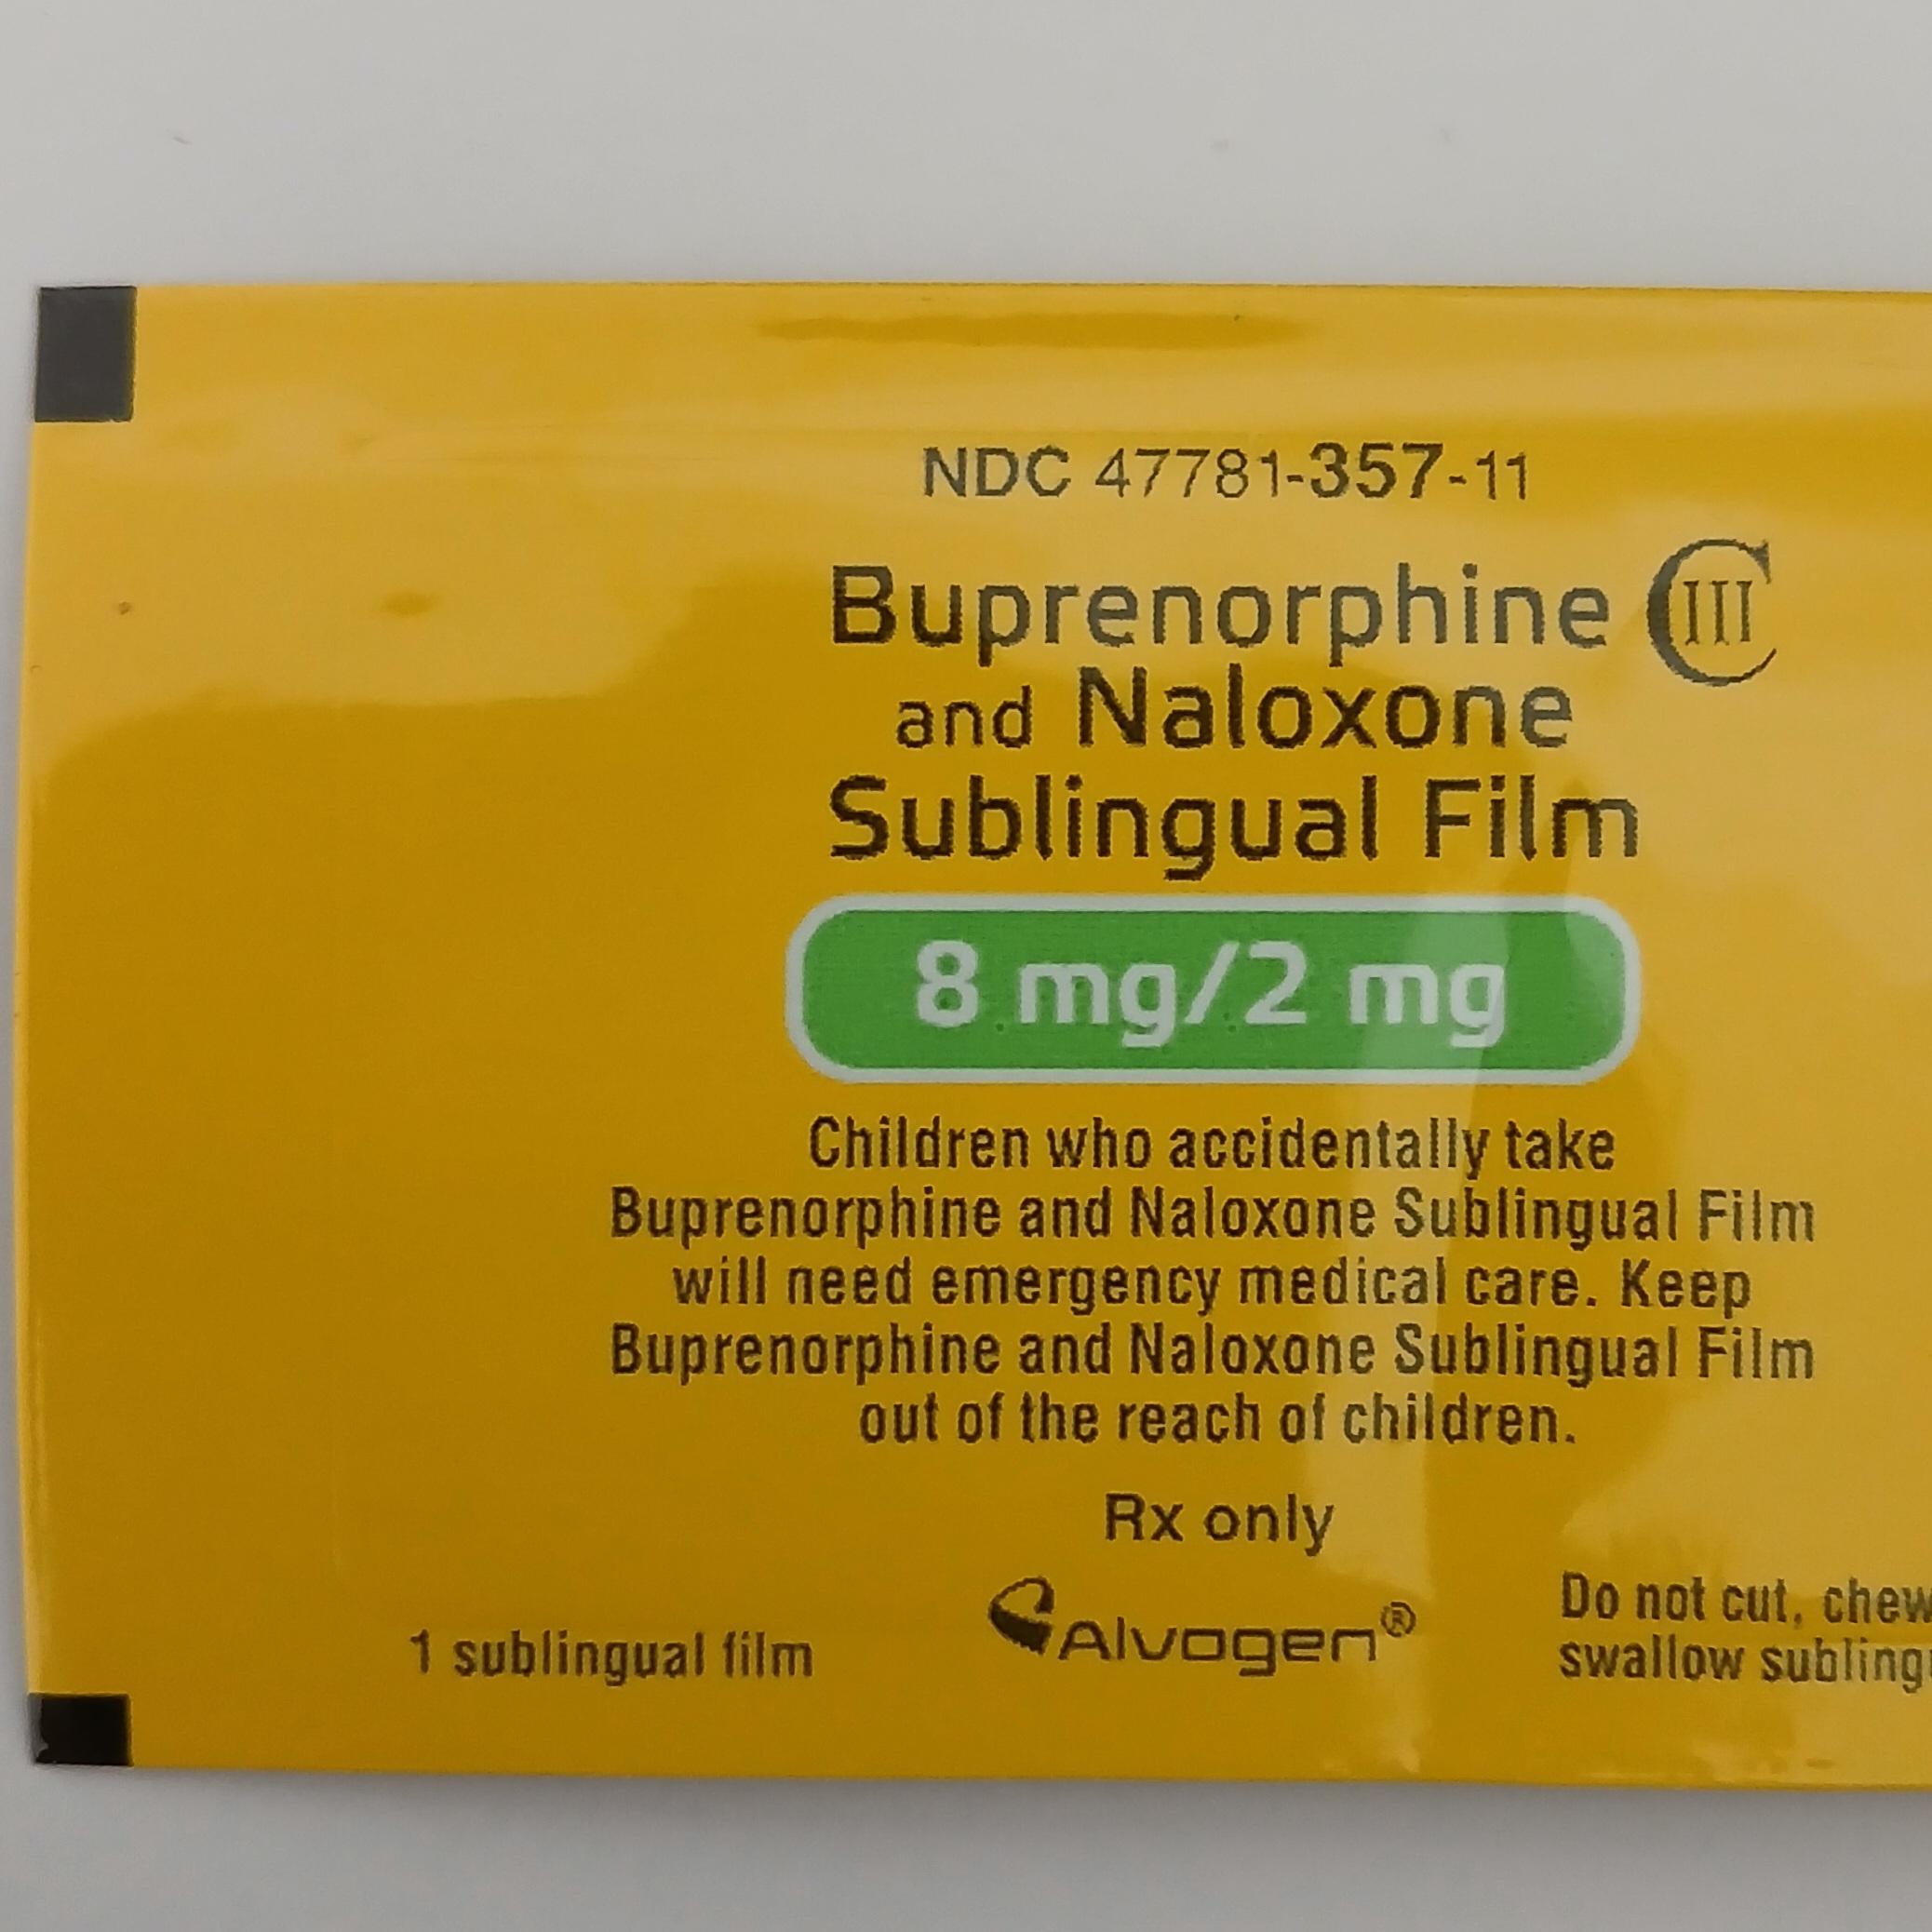 NDC 47781-357-11
Buprenorphine CIII
and Naloxone
Sublingual Film
8 mg/2 mg
Children who accidentally take
Buprenorphine and Naloxone Sublingual Film
will need emergency medical care. Keep
Buprenorphine and Naloxone Sublingual Film
out of the reach of children.
Rx only
1 sublingual film
Alvogen®
Do not cut, chew
swallow